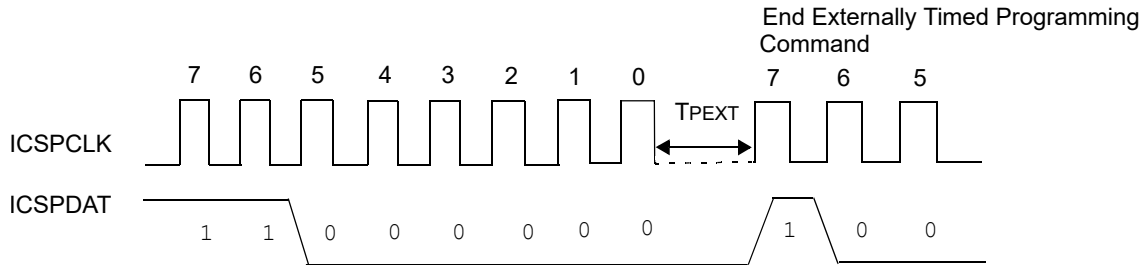 End Externally Timed Programming
Command
7 6 5 4 3 2 1 0 7 6 5
TPEXT
ICSPCLK
ICSPDAT
1 1 0 0 0 0 0 0 1 0 0